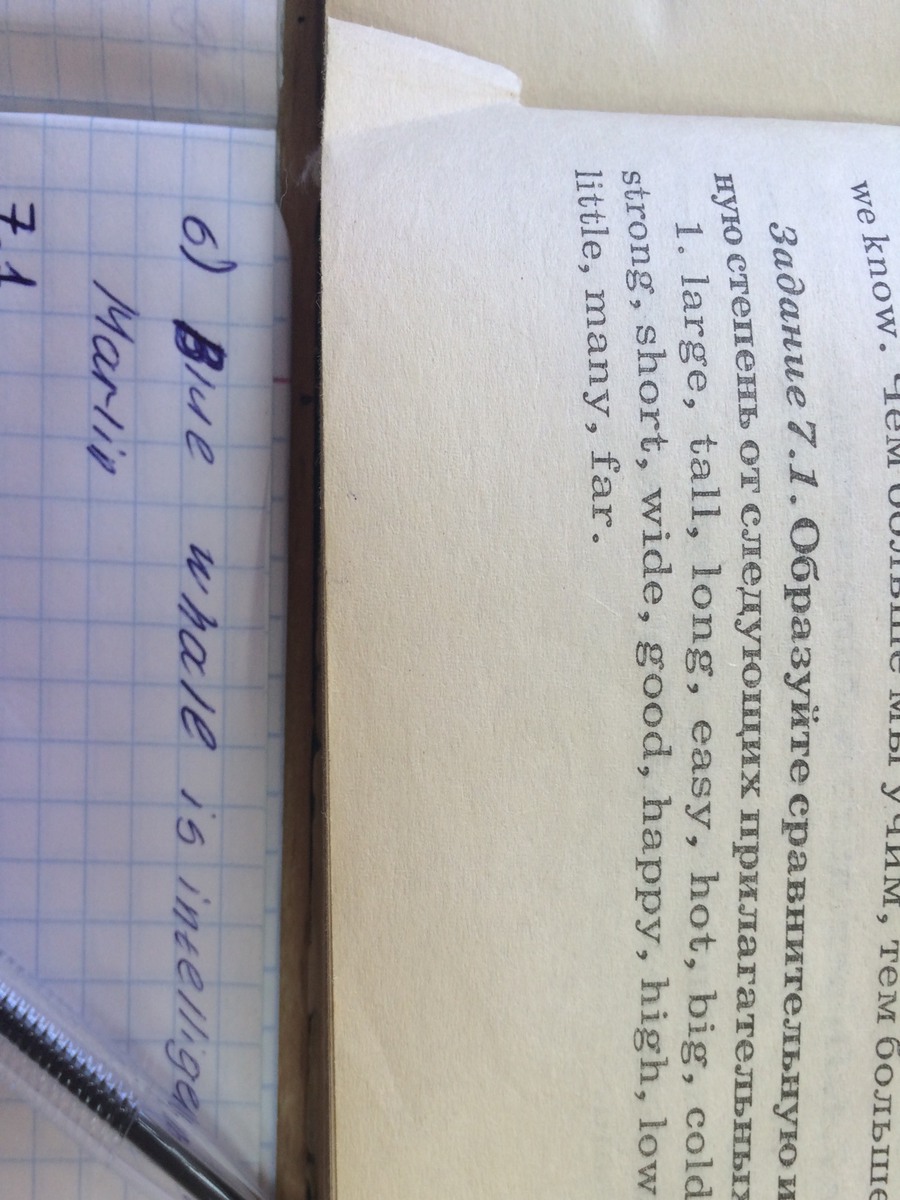 we know. Чем больше мы учим, тем больше
Задание 7.1. Образуйте сравнительную и
ную степень от следующих прилагательных
1. large, tall, long, easy, hot, big, cold
strong, short, wide, good, happy, high, low
little, many, far.
6) Blue whale is intelligen
Marlin
7.1